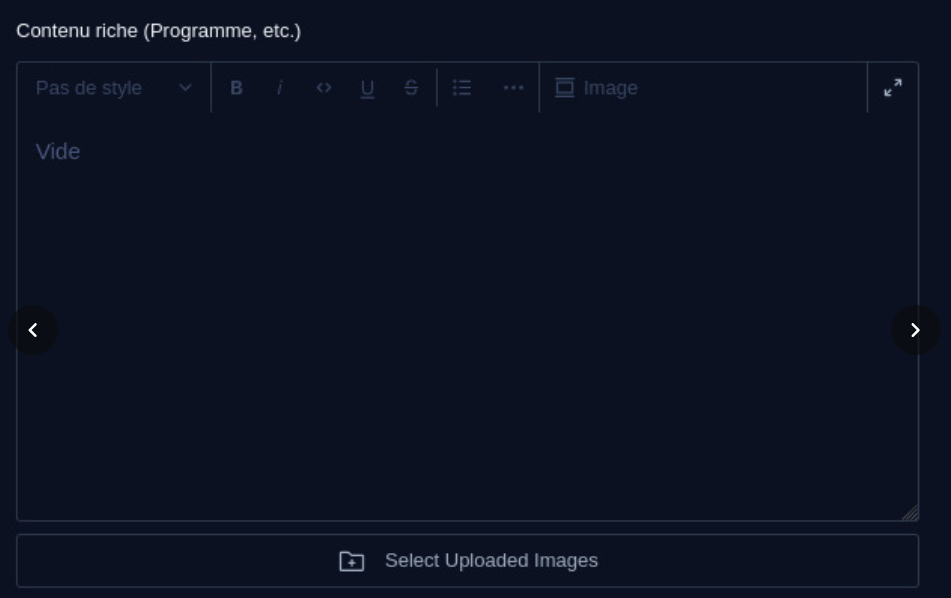 Contenu riche (Programme, etc.)
Pas de style B i <> U S ••• Image
Vide
Select Uploaded Images